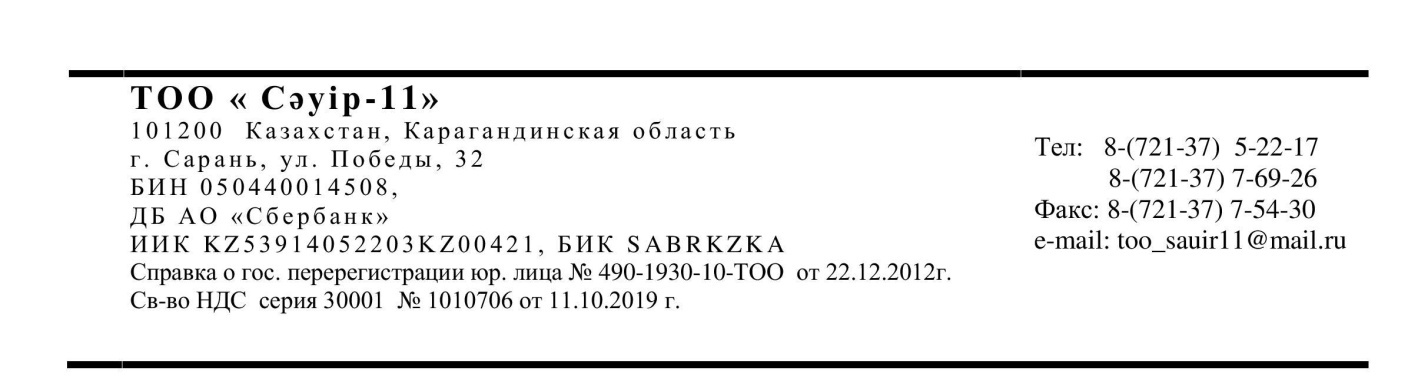 ТОО « Сәуір-11»
101200 Казахстан, Карагандинская область
г. Сарань, ул. Победы, 32
БИН 050440014508,
ДБ АО «Сбербанк»
ИИК KZ53914052203KZ00421, БИК SABRKZKA
Справка о гос. перерегистрации юр. лица № 490-1930-10-ТОО от 22.12.2012г.
Св-во НДС серия 30001 № 1010706 от 11.10.2019 г.
Тел: 8-(721-37) 5-22-17
8-(721-37) 7-69-26
Факс: 8-(721-37) 7-54-30
e-mail: too_sauir11@mail.ru